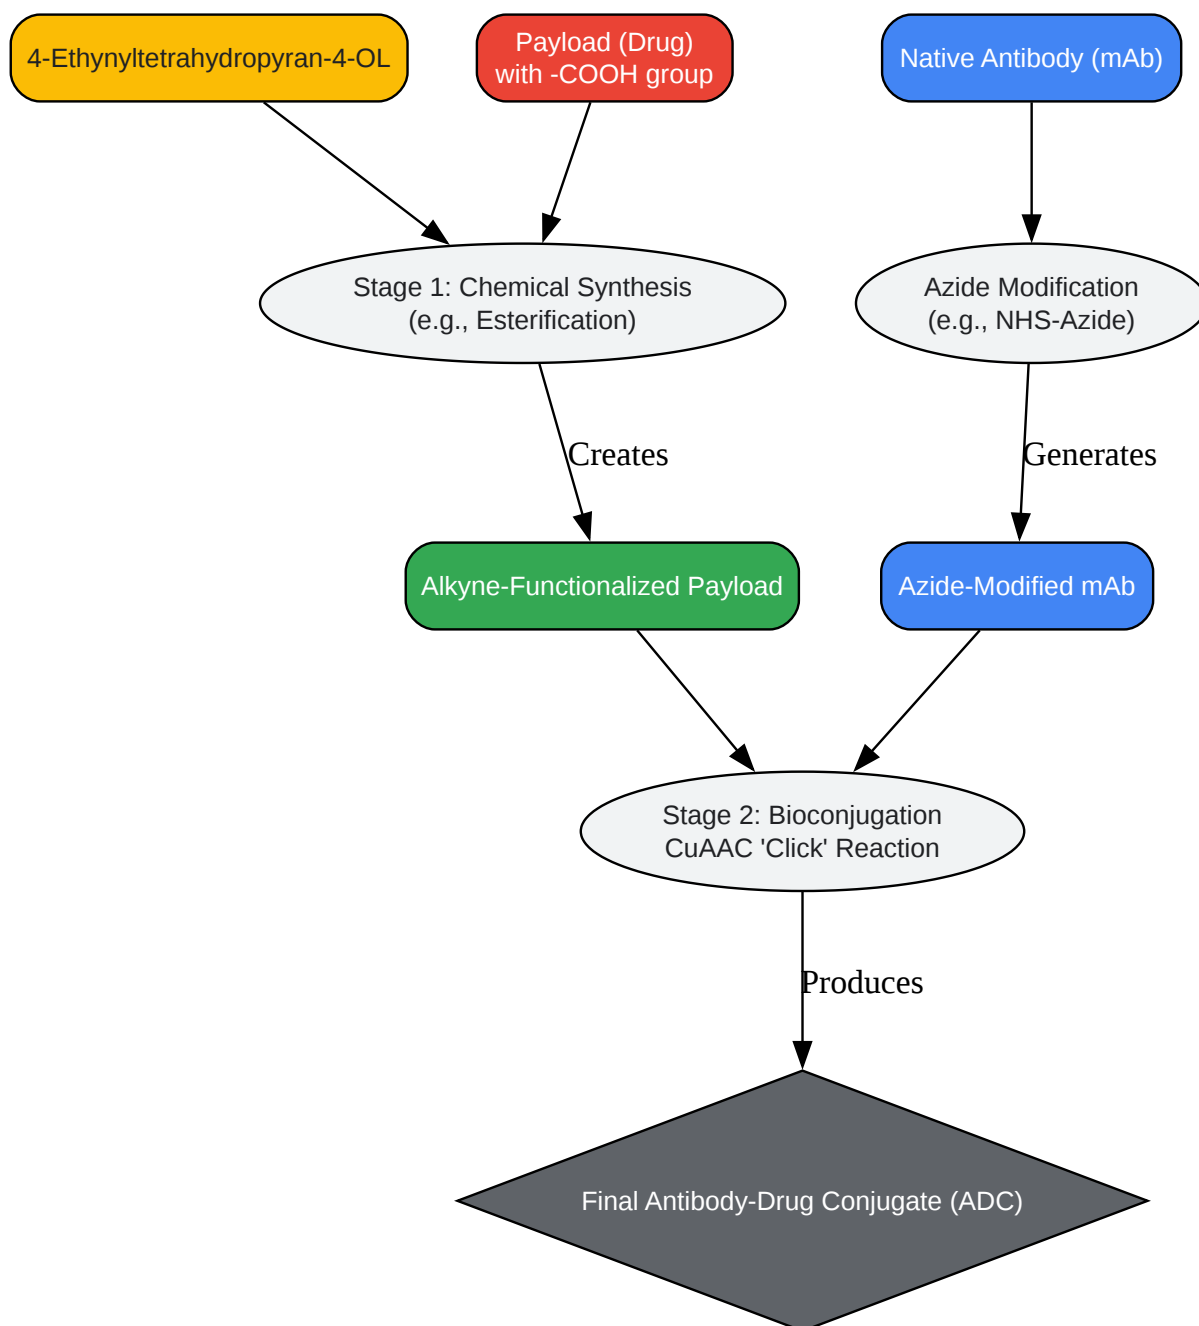 4-Ethynyltetrahydropyran-4-OL
Payload (Drug)
with -COOH group
Native Antibody (mAb)
Stage 1: Chemical Synthesis
(e.g., Esterification)
Azide Modification
(e.g., NHS-Azide)
Creates
Generates
Alkyne-Functionalized Payload
Azide-Modified mAb
Stage 2: Bioconjugation
CuAAC 'Click' Reaction
Produces
Final Antibody-Drug Conjugate (ADC)